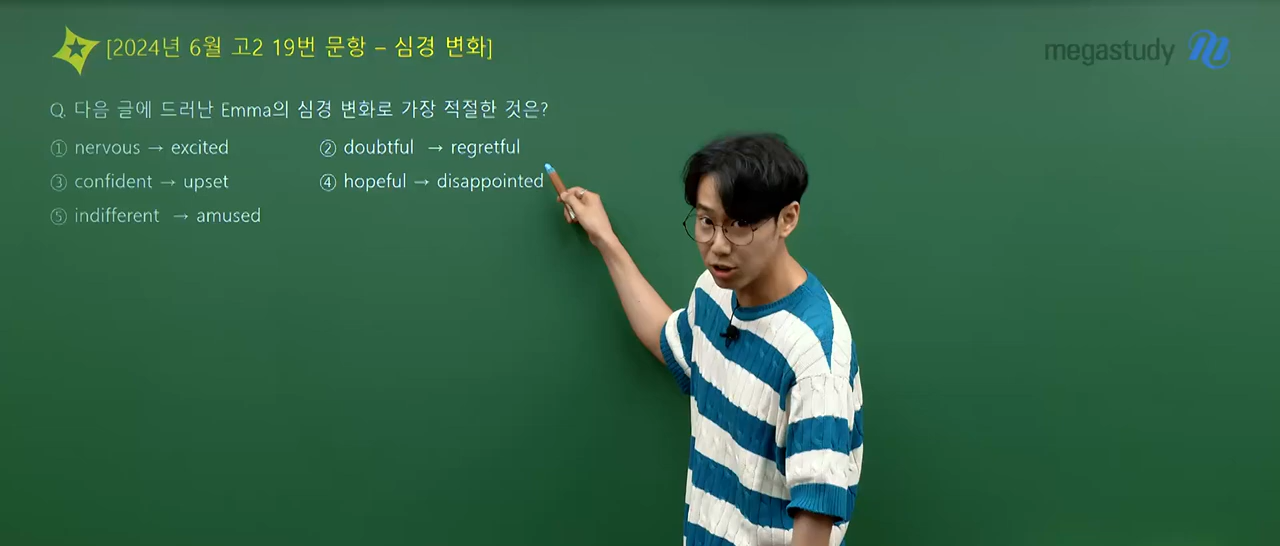 [2024년 6월 고2 19번 문항 – 심경 변화]
megastudy
Q. 다음 글에 드러난 Emma의 심경 변화로 가장 적절한 것은?
① nervous → excited ② doubtful → regretful
③ confident → upset ④ hopeful → disappointed
⑤ indifferent → amused